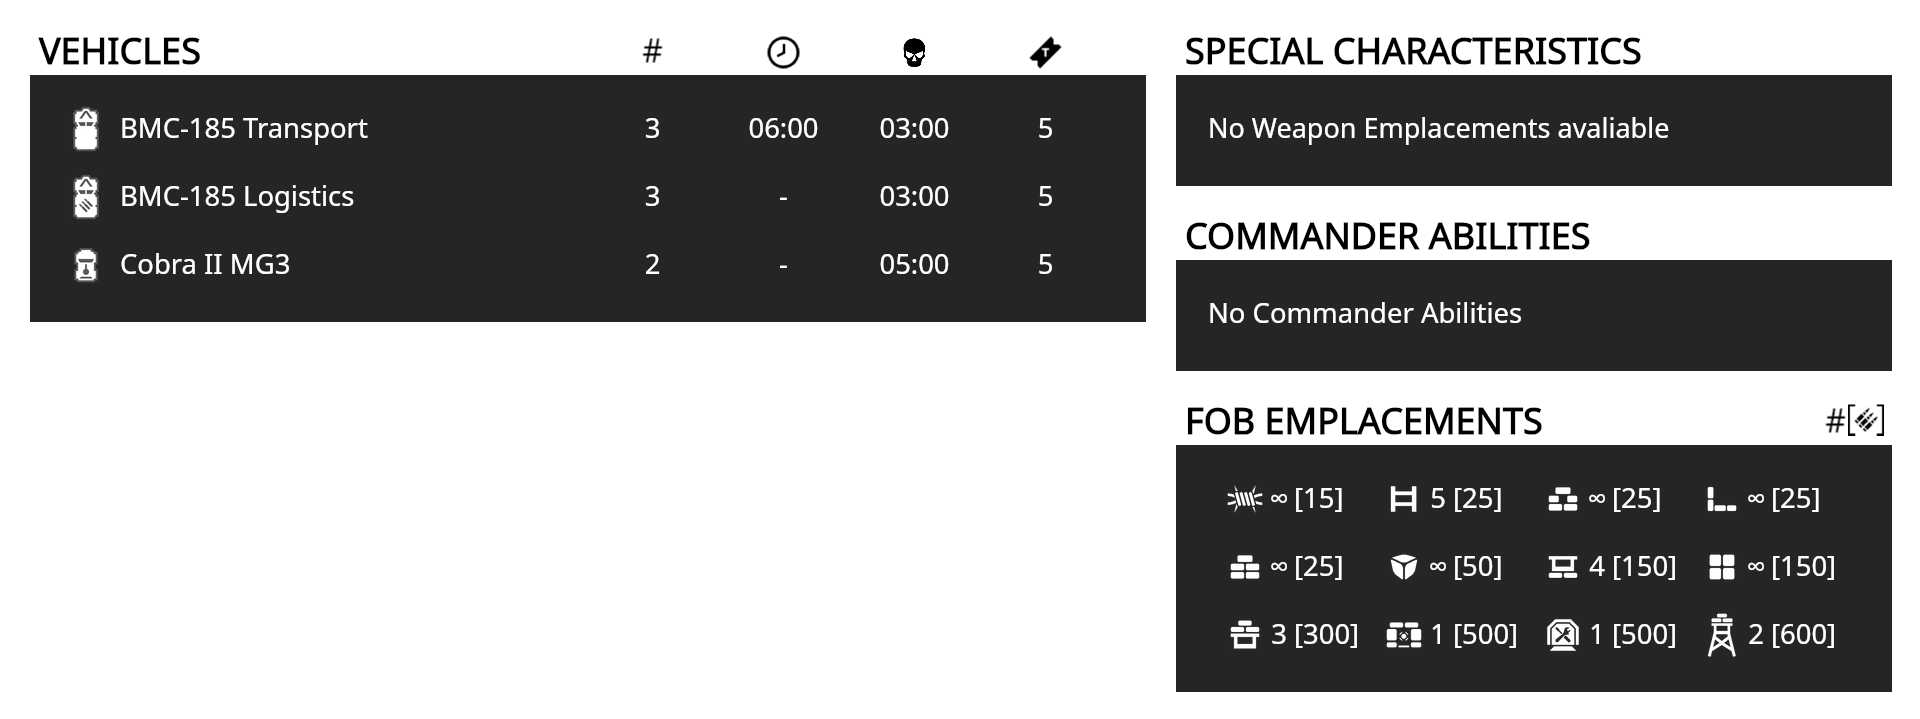 VEHICLES #
BMC-185 Transport 3 06:00 03:00 5
BMC-185 Logistics 3 - 03:00 5
Cobra II MG3 2 - 05:00 5
SPECIAL CHARACTERISTICS
No Weapon Emplacements avaliable
COMMANDER ABILITIES
No Commander Abilities
FOB EMPLACEMENTS #[]
∞ [15] 5 [25] ∞ [25] ∞ [25]
∞ [25] ∞ [50] 4 [150] ∞ [150]
3 [300] 1 [500] 1 [500] 2 [600]